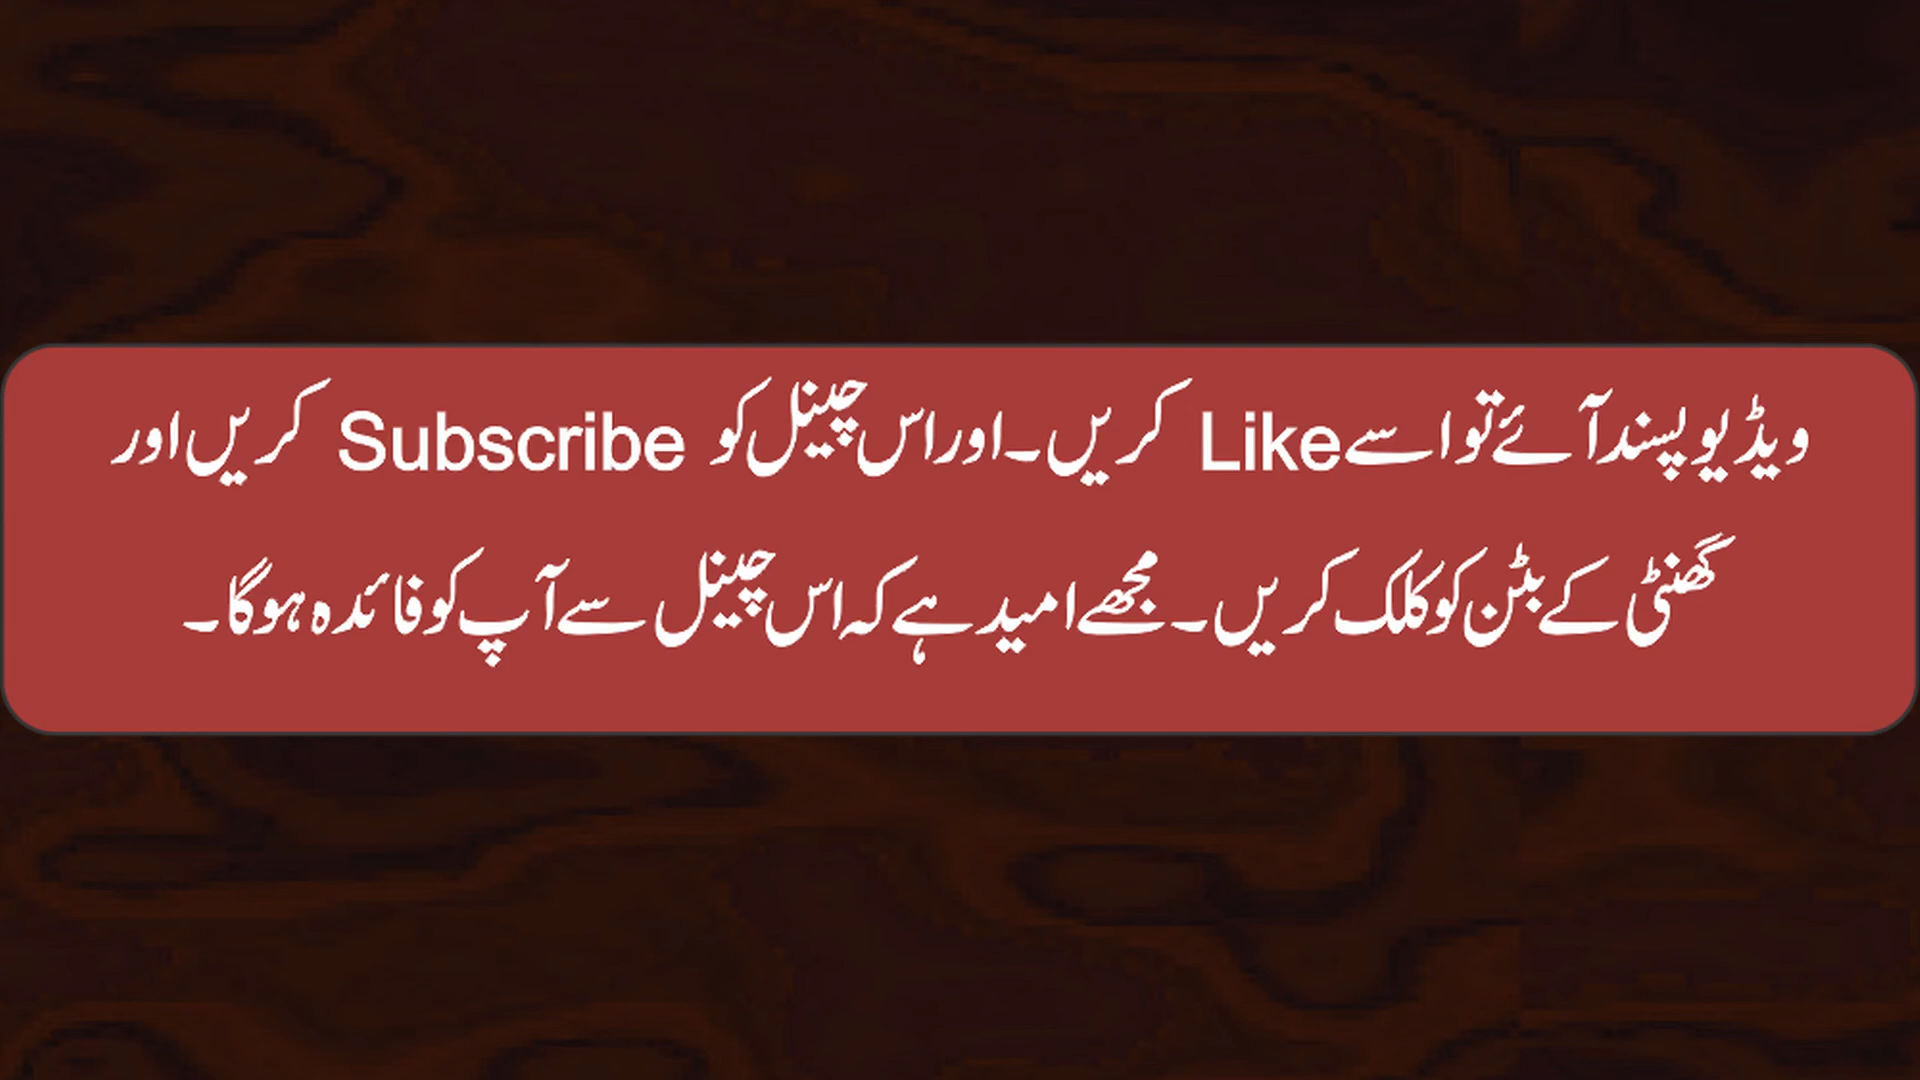 ویڈیو پسند آئے تو اسے Like کریں۔ اور اس چینل کو Subscribe کریں اور
گھنٹی کے بٹن کو کلک کریں۔ مجھے امید ہے کہ اس چینل سے آپ کو فائدہ ہوگا۔